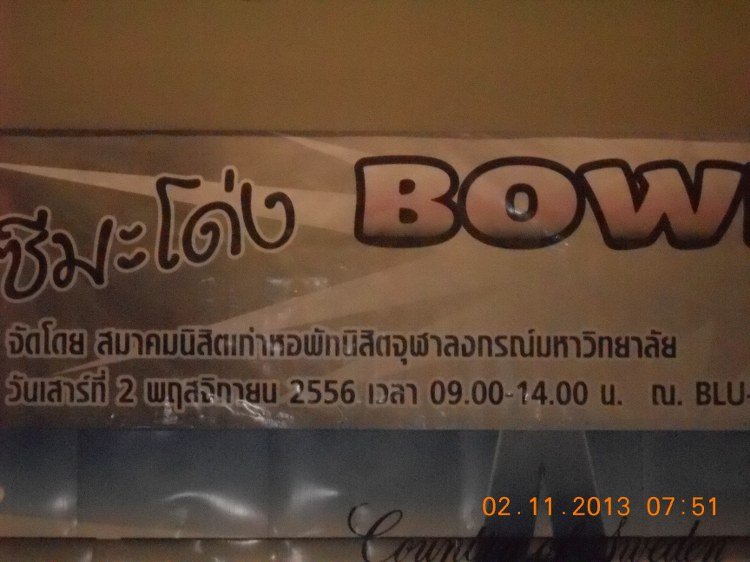 ซีมะโด่ง BOW
จัดโดย สมาคมนิสิตเก่าหอพักนิสิตจุฬาลงกรณ์มหาวิทยาลัย
วันเสาร์ที่ 2 พฤศจิกายน 2556 เวลา 09.00-14.00 น. ณ. BLU-
02.11.2013 07:51
Country of Sweden